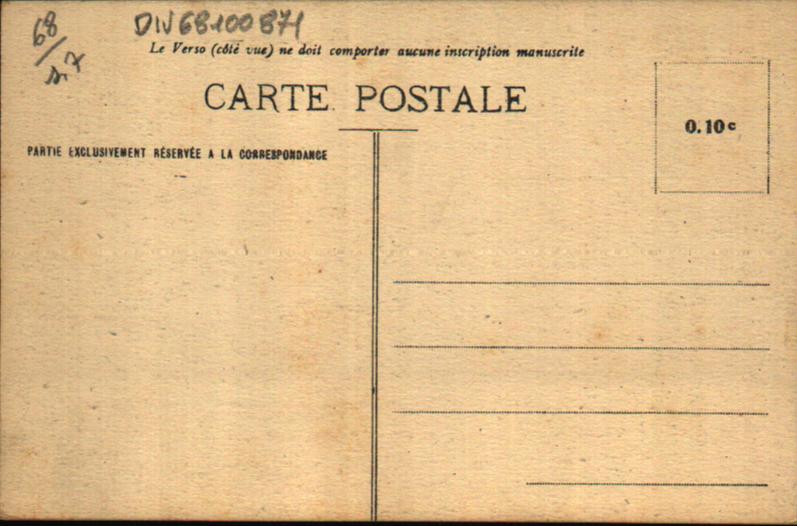 68/
DIV68100871
Le Verso (côté vue) ne doit comporter aucune inscription manuscrite
CARTE POSTALE
0.10 c
PARTIE EXCLUSIVEMENT RÉSERVÉE A LA CORRESPONDANCE